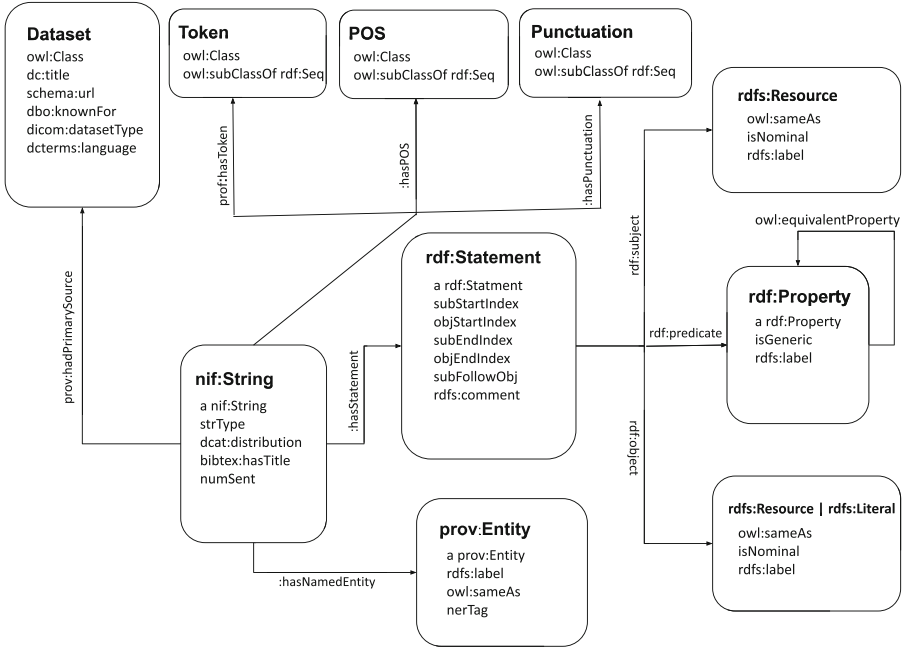 Dataset
owl:Class
dc:title
schema:url
dbo:knownFor
dicom:datasetType
dcterms:language
Token
owl:Class
owl:subClassOf rdf:Seq
POS
owl:Class
owl:subClassOf rdf:Seq
Punctuation
owl:Class
owl:subClassOf rdf:Seq
prof:hasToken
:hasPOS
:hasPunctuation
rdfs:Resource
owl:sameAs
isNominal
rdfs:label
owl:equivalentProperty
rdf:subject
rdf:Statement
a rdf:Statment
subStartIndex
objStartIndex
subEndIndex
objEndIndex
subFollowObj
rdfs:comment
rdf:predicate
rdf:Property
a rdf:Property
isGeneric
rdfs:label
prov:hadPrimarySource
nif:String
a nif:String
strType
dcat:distribution
bibtex:hasTitle
numSent
:hasStatement
rdf:object
rdfs:Resource | rdfs:Literal
owl:sameAs
isNominal
rdfs:label
:hasNamedEntity
prov:Entity
a prov:Entity
rdfs:label
owl:sameAs
nerTag